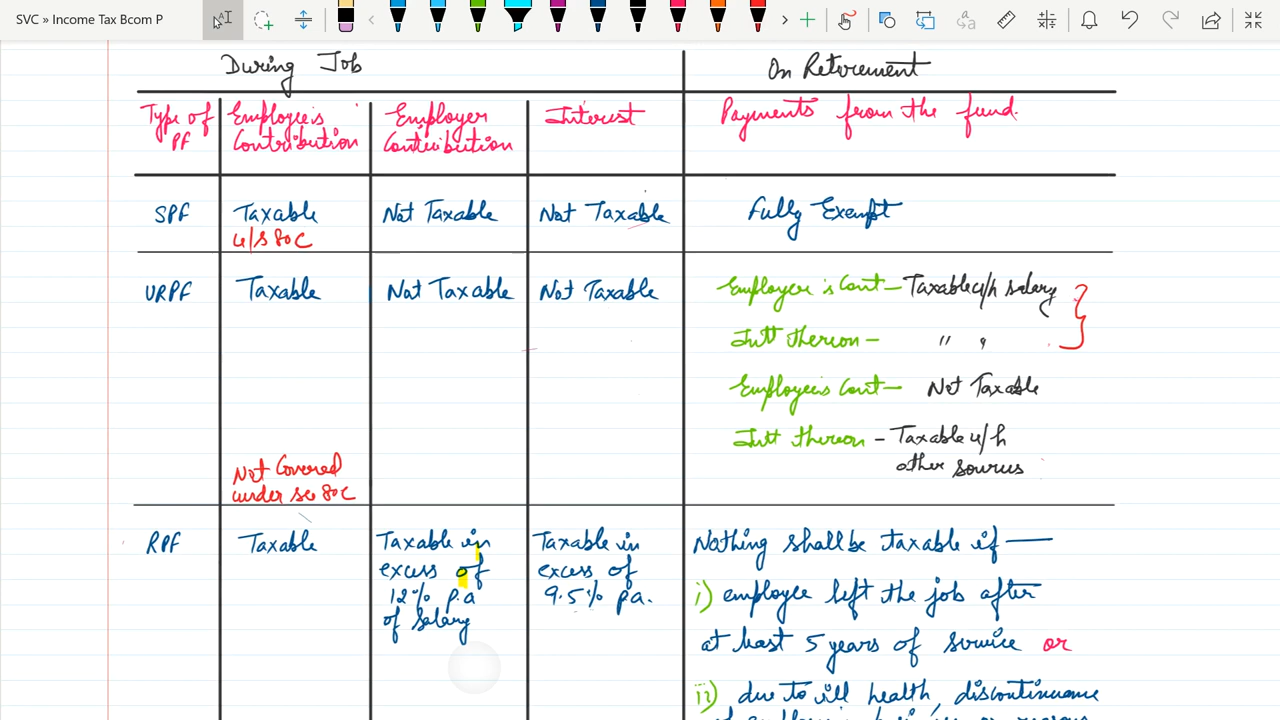 SVC » Income Tax Bcom P
During Job
On Retirement
Type of PF
Employee's Contribution
Employer Contribution
Interest
Payments from the fund.
SPF
Taxable
u/s 80C
Not Taxable
Not Taxable
Fully Exempt
URPF
Taxable
Not Taxable
Not Taxable
Employer's Cont — Taxable u/h salary
Intt thereon — " "
Employee's Cont — Not Taxable
Intt thereon — Taxable u/h
other sources
Not Covered
under sec 80C
RPF
Taxable
Taxable in
excess of
12% p.a
of Salary
Taxable in
excess of
9.5% p.a.
Nothing shall be taxable if —
i) employee left the job after
at least 5 years of service or
ii) due to ill health, discontinuance